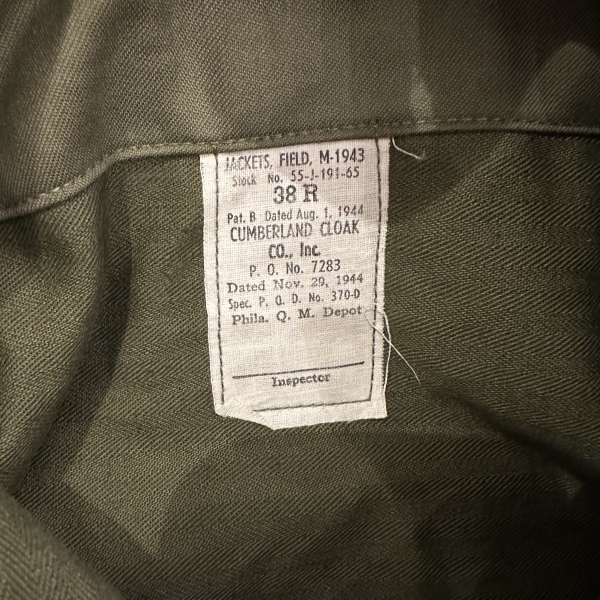 JACKETS, FIELD, M-1943
Stock No. 55-J-191-65
38 R
Pat. B Dated Aug. 1, 1944
CUMBERLAND CLOAK
CO., Inc.
P. O. No. 7283
Dated Nov. 29, 1944
Spec. P. Q. D. No. 370-D
Phila. Q. M. Depot
Inspector